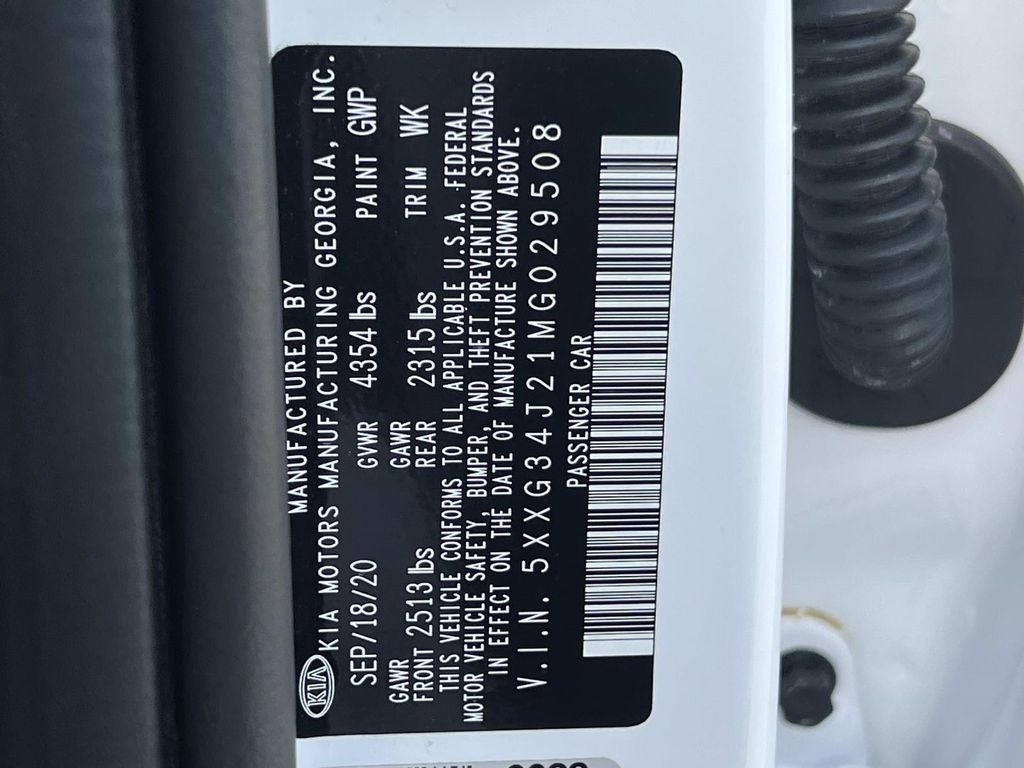 MANUFACTURED BY
KIA KIA MOTORS MANUFACTURING GEORGIA, INC.
SEP/18/20 GVWR 4354 lbs PAINT GWP
GAWR FRONT 2513 lbs GAWR REAR 2315 lbs TRIM WK
THIS VEHICLE CONFORMS TO ALL APPLICABLE U.S.A. FEDERAL
MOTOR VEHICLE SAFETY, BUMPER, AND THEFT PREVENTION STANDARDS
IN EFFECT ON THE DATE OF MANUFACTURE SHOWN ABOVE.
V.I.N. 5XXG34J21MG029508
PASSENGER CAR